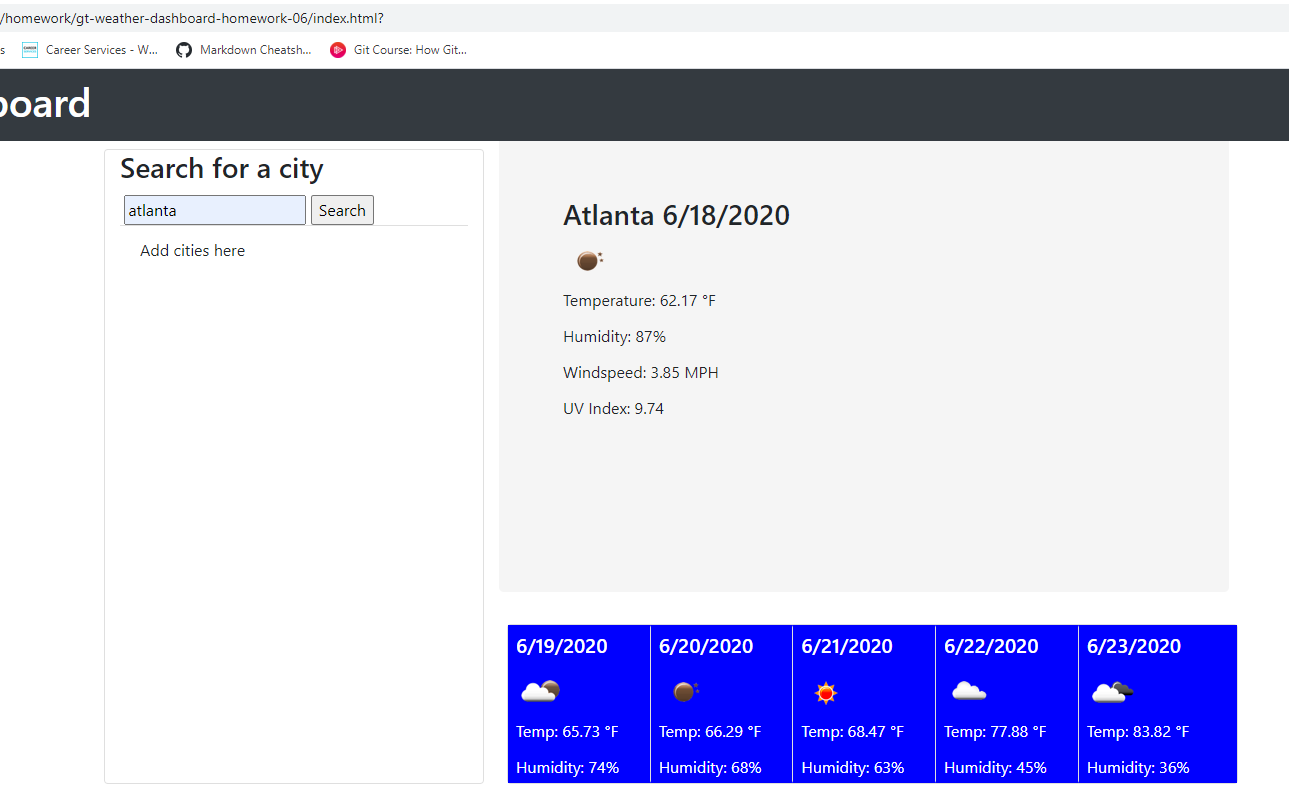 /homework/gt-weather-dashboard-homework-06/index.html?
s Career Services - W... Markdown Cheatsh... Git Course: How Git...
board
Search for a city
atlanta Search
Add cities here
Atlanta 6/18/2020
Temperature: 62.17 °F
Humidity: 87%
Windspeed: 3.85 MPH
UV Index: 9.74
6/19/2020 6/20/2020 6/21/2020 6/22/2020 6/23/2020
Temp: 65.73 °F Temp: 66.29 °F Temp: 68.47 °F Temp: 77.88 °F Temp: 83.82 °F
Humidity: 74% Humidity: 68% Humidity: 63% Humidity: 45% Humidity: 36%